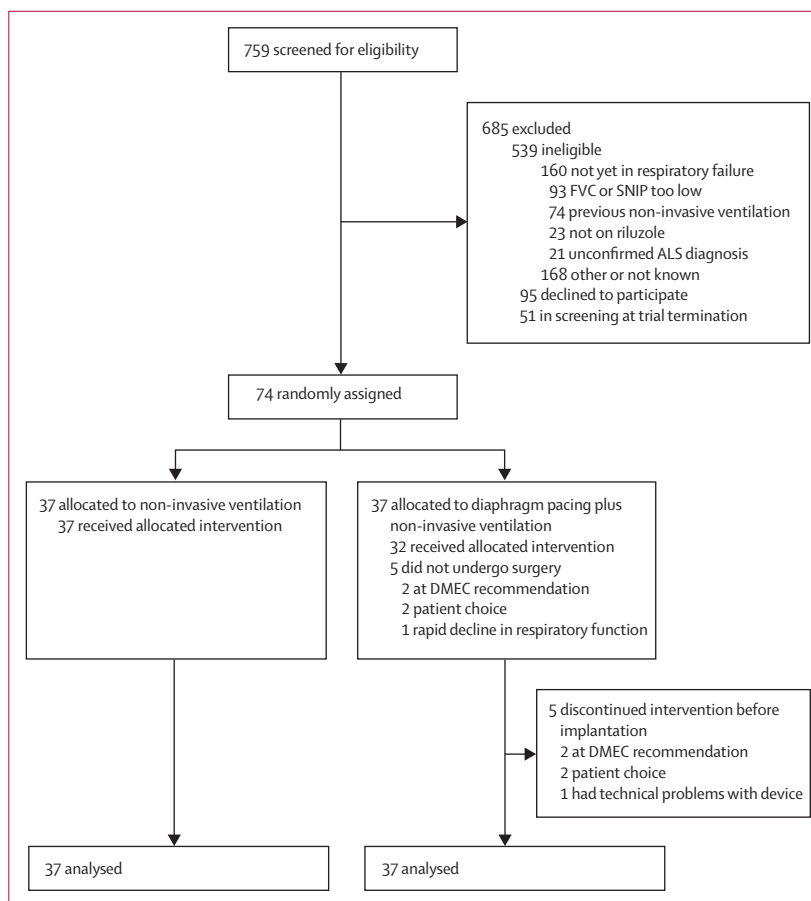 759 screened for eligibility
685 excluded
539 ineligible
160 not yet in respiratory failure
93 FVC or SNIP too low
74 previous non-invasive ventilation
23 not on riluzole
21 unconfirmed ALS diagnosis
168 other or not known
95 declined to participate
51 in screening at trial termination
74 randomly assigned
37 allocated to non-invasive ventilation
37 received allocated intervention
37 allocated to diaphragm pacing plus
non-invasive ventilation
32 received allocated intervention
5 did not undergo surgery
2 at DMEC recommendation
2 patient choice
1 rapid decline in respiratory function
5 discontinued intervention before
implantation
2 at DMEC recommendation
2 patient choice
1 had technical problems with device
37 analysed
37 analysed